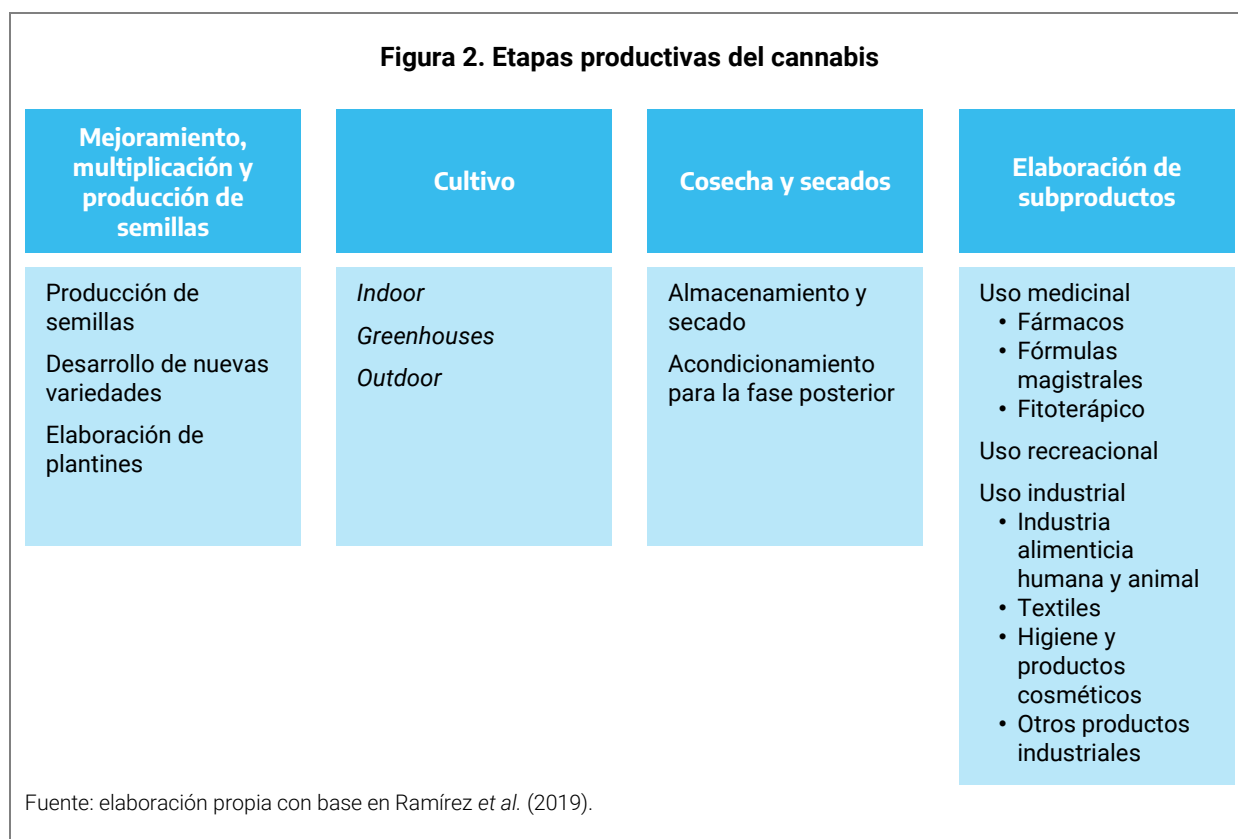 Figura 2. Etapas productivas del cannabis
Mejoramiento,
multiplicación y
producción de
semillas
Producción de
semillas
Desarrollo de nuevas
variedades
Elaboración de
plantines
Cultivo
Indoor
Greenhouses
Outdoor
Cosecha y secados
Almacenamiento y
secado
Acondicionamiento
para la fase posterior
Elaboración de
subproductos
Uso medicinal
• Fármacos
• Fórmulas
magistrales
• Fitoterápico
Uso recreacional
Uso industrial
• Industria
alimenticia
humana y animal
• Textiles
• Higiene y
productos
cosméticos
• Otros productos
industriales
Fuente: elaboración propia con base en Ramírez et al. (2019).